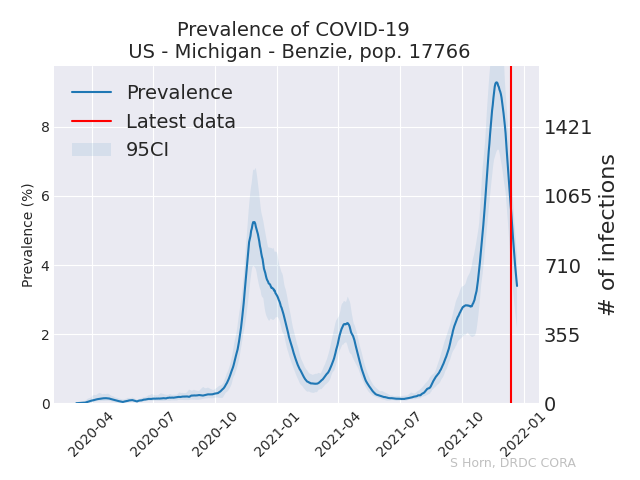 Prevalence of COVID-19
US - Michigan - Benzie, pop. 17766
Prevalence
Latest data
95CI
Prevalence (%)
8
6
4
2
0
1421
1065
710
355
0
# of infections
2020-04
2020-07
2020-10
2021-01
2021-04
2021-07
2021-10
2022-01
S Horn, DRDC CORA